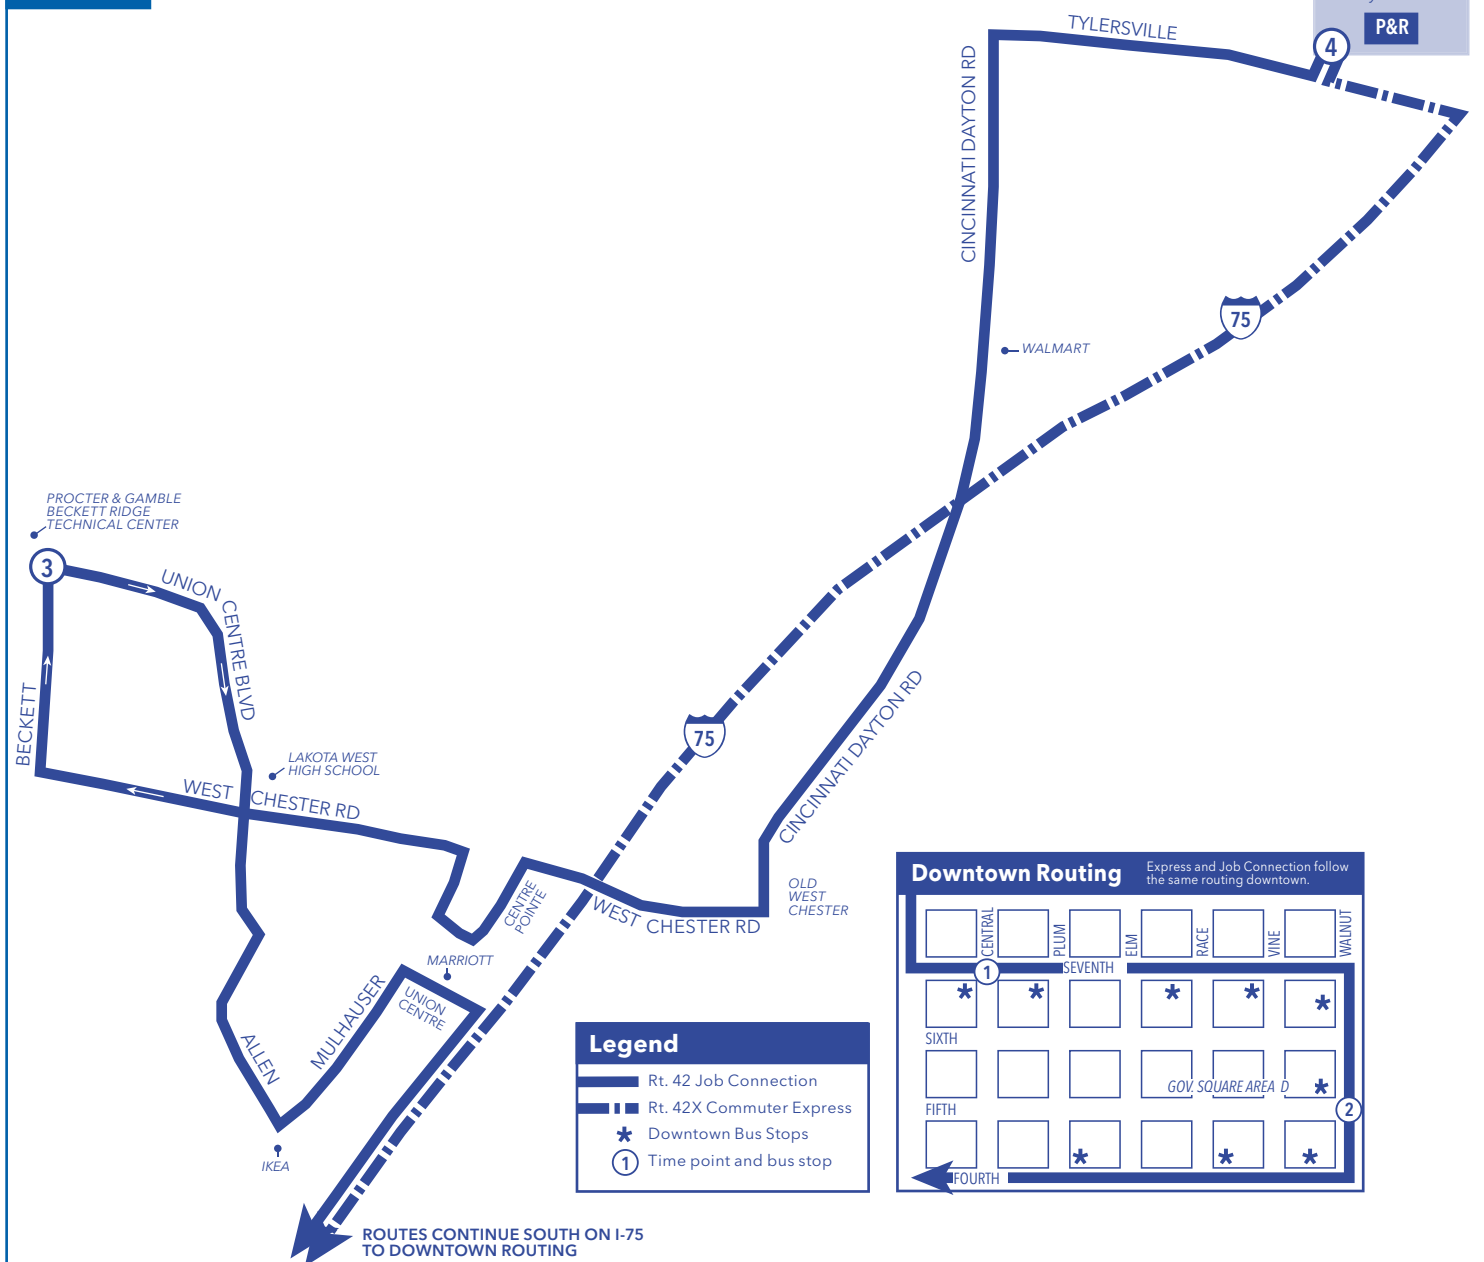 P&R
4
TYLERSVILLE
CINCINNATI DAYTON RD
75
WALMART
PROCTER & GAMBLE
BECKETT RIDGE
TECHNICAL CENTER
3
UNION CENTRE BLVD
BECKETT
LAKOTA WEST
HIGH SCHOOL
WEST CHESTER RD
75
CINCINNATI DAYTON RD
OLD
WEST
CHESTER
CENTRE
POINTE
WEST CHESTER RD
MARRIOTT
UNION
CENTRE
MULHAUSER
ALLEN
IKEA
ROUTES CONTINUE SOUTH ON I-75
TO DOWNTOWN ROUTING
Legend
Rt. 42 Job Connection
Rt. 42X Commuter Express
* Downtown Bus Stops
1 Time point and bus stop
Downtown Routing
Express and Job Connection follow
the same routing downtown.
CENTRAL
PLUM
ELM
RACE
VINE
WALNUT
1
SEVENTH
SIXTH
GOV. SQUARE AREA D
FIFTH
2
FOURTH